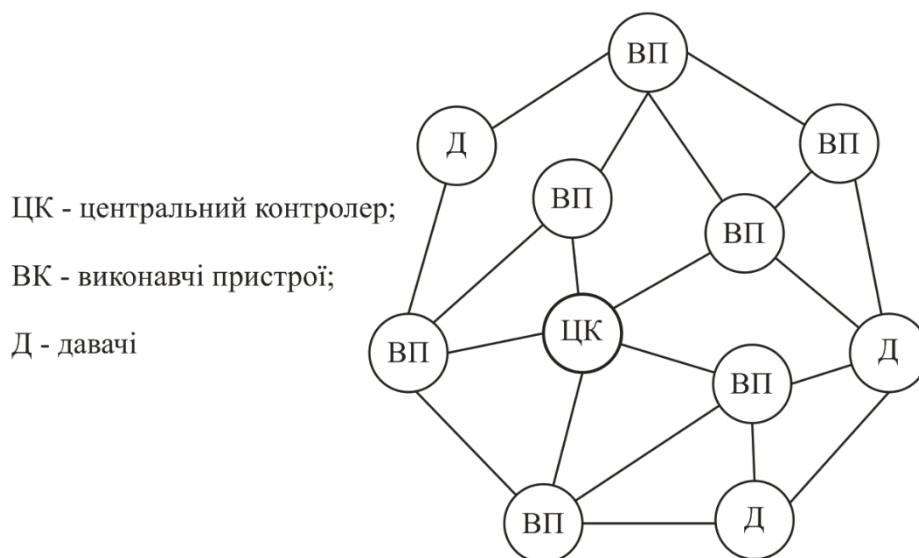 ВП
Д
ВП
ВП
ЦК - центральний контролер;
ВП
ВК - виконавчі пристрої;
ЦК
Д - давачі
ВП
Д
ВП
ВП
Д